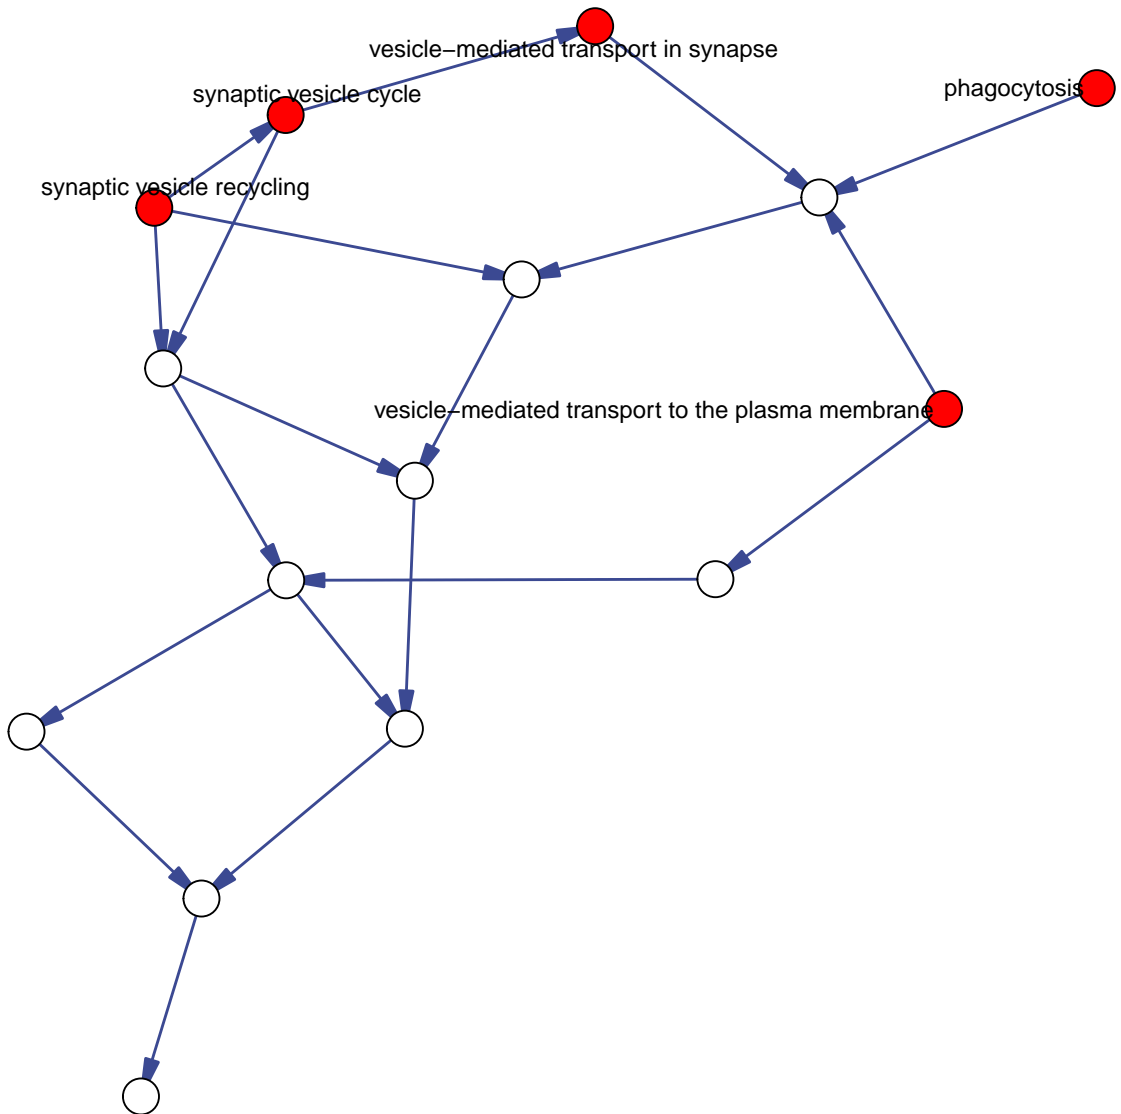 vesicle−mediated transport in synapse
phagocytosis
synaptic vesicle cycle
synaptic vesicle recycling
vesicle−mediated transport to the plasma membrane